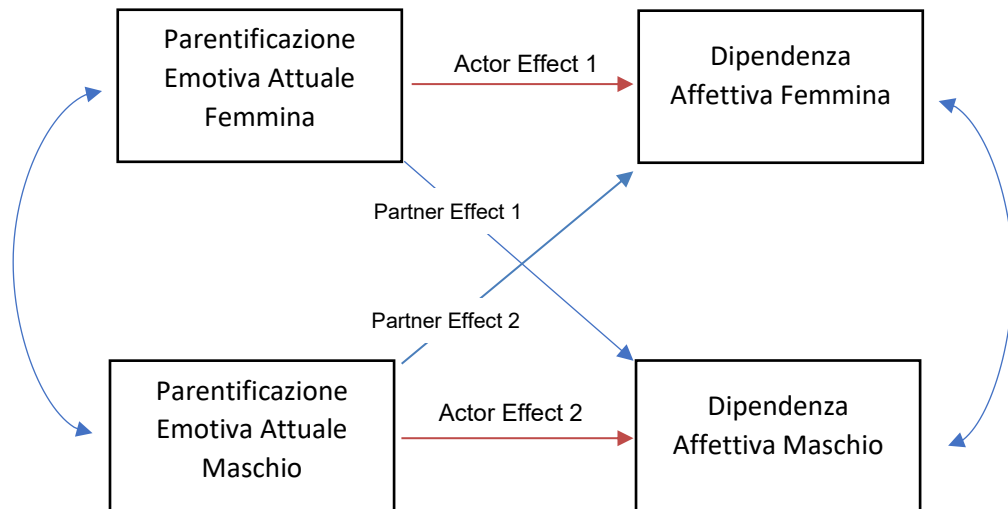 Parentificazione
Emotiva Attuale
Femmina
Actor Effect 1
Dipendenza
Affettiva Femmina
Partner Effect 1
Partner Effect 2
Parentificazione
Emotiva Attuale
Maschio
Actor Effect 2
Dipendenza
Affettiva Maschio